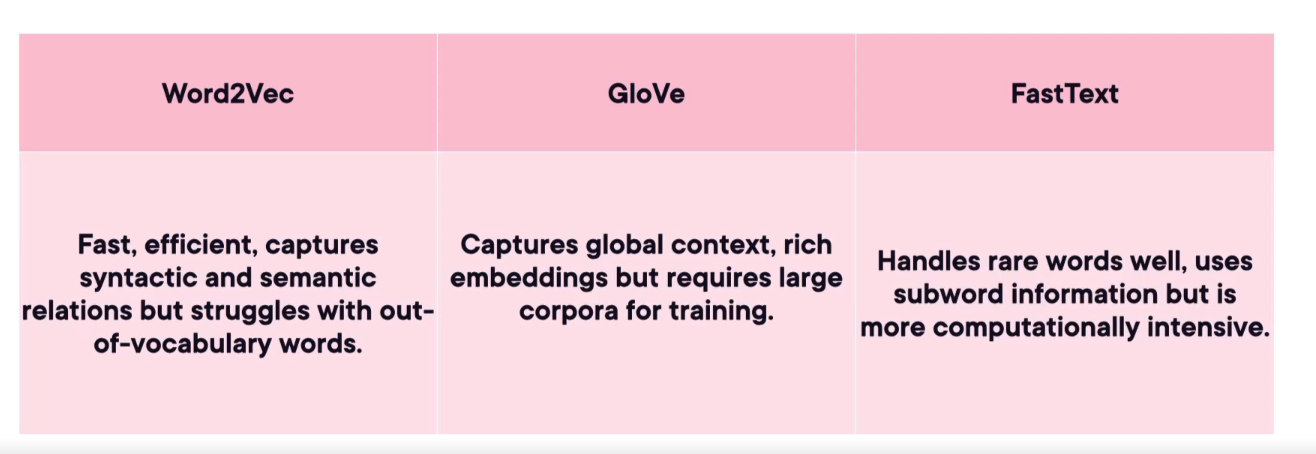 Word2Vec
GloVe
FastText
Fast, efficient, captures
syntactic and semantic
relations but struggles with out-
of-vocabulary words.
Captures global context, rich
embeddings but requires large
corpora for training.
Handles rare words well, uses
subword information but is
more computationally intensive.